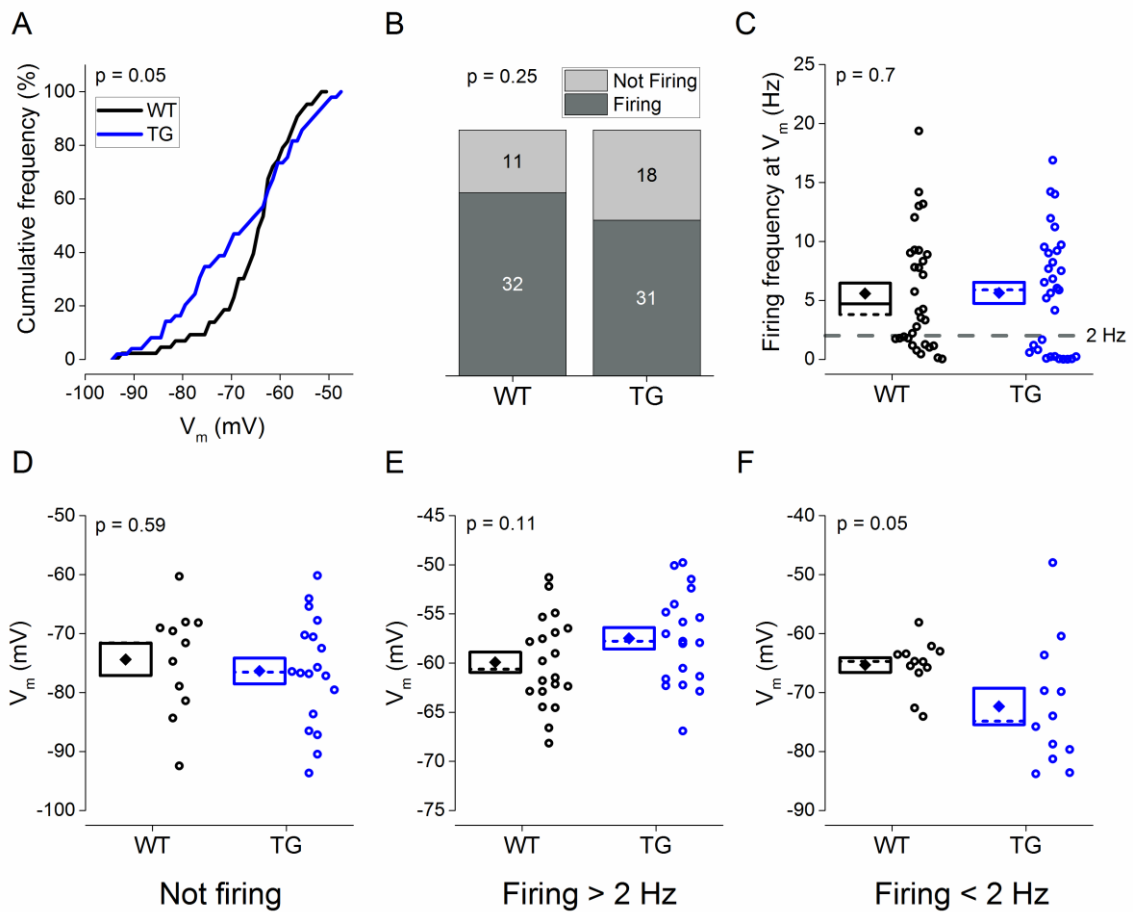 A
p = 0.05
WT
TG
Cumulative frequency (%)
100
80
60
40
20
0
-100 -90 -80 -70 -60 -50
Vm (mV)
B
p = 0.25
Not Firing
Firing
11
18
32
31
WT TG
C
p = 0.7
Firing frequency at Vm (Hz)
25
20
15
10
5
0
2 Hz
WT TG
D
p = 0.59
Vm (mV)
-50
-60
-70
-80
-90
-100
WT TG
Not firing
E
p = 0.11
Vm (mV)
-45
-50
-55
-60
-65
-70
-75
WT TG
Firing > 2 Hz
F
p = 0.05
Vm (mV)
-40
-50
-60
-70
-80
-90
WT TG
Firing < 2 Hz